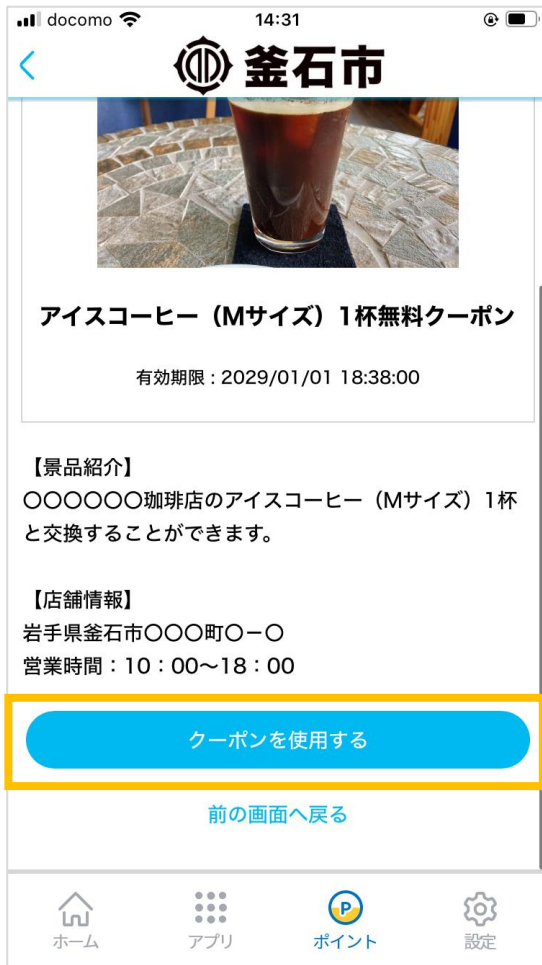 docomo 14:31
釜石市
アイスコーヒー（Mサイズ）1杯無料クーポン
有効期限 : 2029/01/01 18:38:00
【景品紹介】
〇〇〇〇〇〇珈琲店のアイスコーヒー（Mサイズ）1杯
と交換することができます。
【店舗情報】
岩手県釜石市〇〇〇町〇ー〇
営業時間：10：00〜18：00
クーポンを使用する
前の画面へ戻る
P
ホーム アプリ ポイント 設定